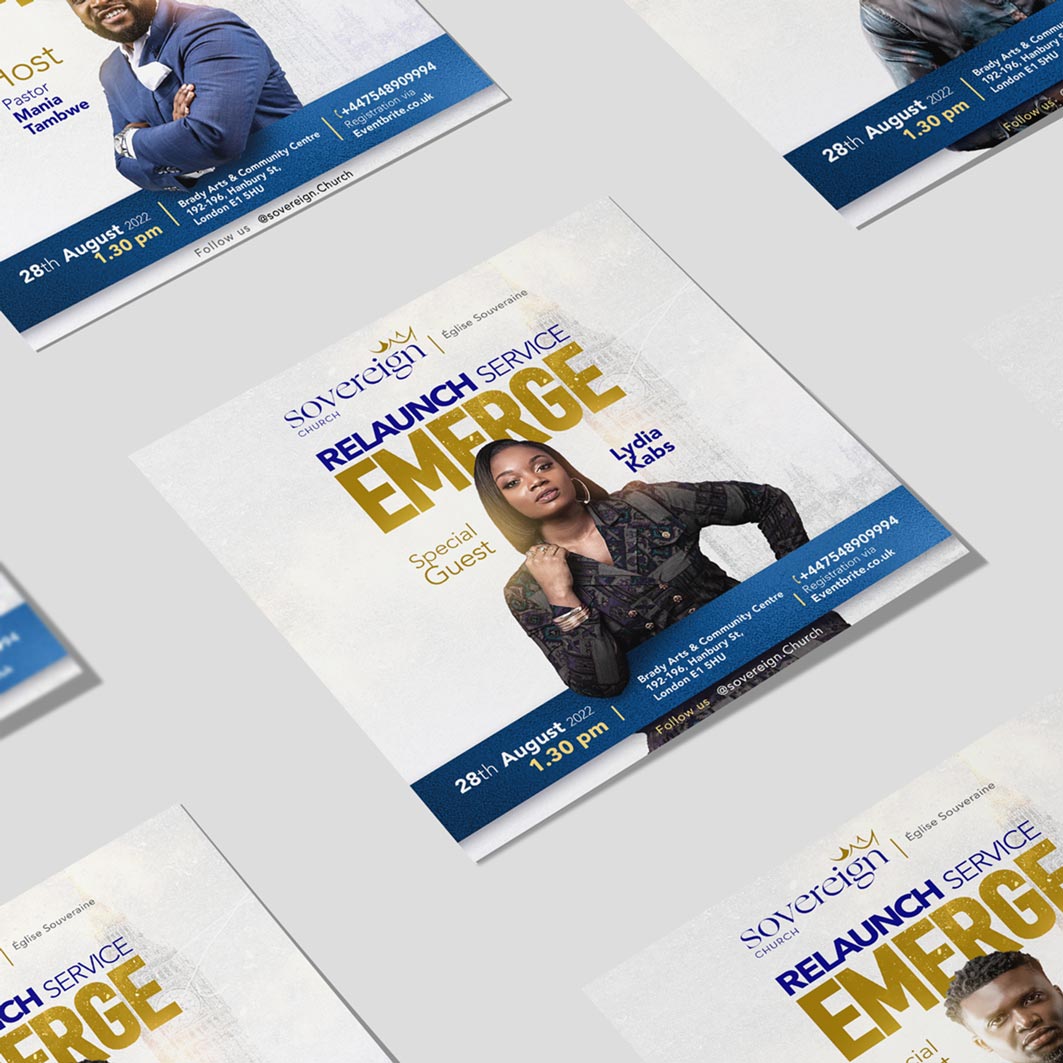 Host
Pastor
Mania
Tambwe
28th August 2022
1.30 pm
Brady Arts & Community Centre
192-196, Hanbury St,
London E1 5HU
+447548909994
Registration via
Eventbrite.co.uk
Follow us @sovereign.Church
28th August 2022
1.30 pm
Brady Arts & Community
192-196, Hanbury St,
London E1 5HU
Follow us
sovereign
CHURCH
Église Souveraine
RELAUNCH SERVICE
EMERGE
Lydia
Kabs
Special
Guest
28th August 2022
1.30 pm
Brady Arts & Community Centre
192-196, Hanbury St,
London E1 5HU
+447548909994
Registration via
Eventbrite.co.uk
Follow us @sovereign.Church
Église Souveraine
CH SERVICE
ERGE
sovereign
CHURCH
Église Souveraine
RELAUNCH SERVICE
EMERGE